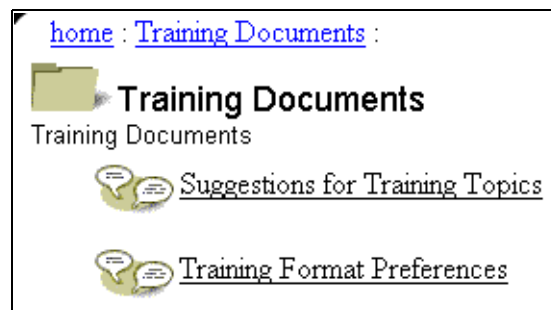 home : Training Documents :
Training Documents
Training Documents
Suggestions for Training Topics
Training Format Preferences